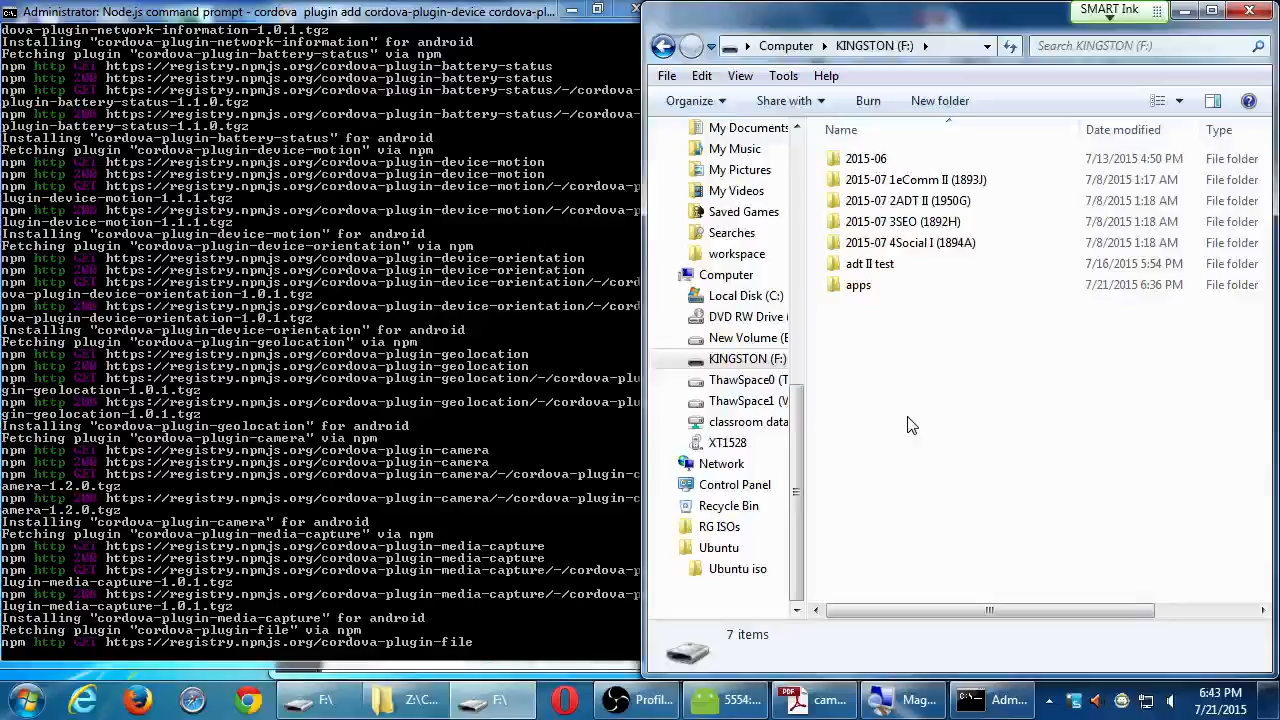 Administrator: Node.js command prompt - cordova  plugin add cordova-plugin-device cordova-pl...
dova-plugin-network-information-1.0.1.tgz
Installing "cordova-plugin-network-information" for android
Fetching plugin "cordova-plugin-battery-status" via npm
npm http GET https://registry.npmjs.org/cordova-plugin-battery-status
npm http 200 https://registry.npmjs.org/cordova-plugin-battery-status
npm http GET https://registry.npmjs.org/cordova-plugin-battery-status/-/cordova-
plugin-battery-status-1.1.0.tgz
npm http 200 https://registry.npmjs.org/cordova-plugin-battery-status/-/cordova-
plugin-battery-status-1.1.0.tgz
Installing "cordova-plugin-battery-status" for android
Fetching plugin "cordova-plugin-device-motion" via npm
npm http GET https://registry.npmjs.org/cordova-plugin-device-motion
npm http 200 https://registry.npmjs.org/cordova-plugin-device-motion
npm http GET https://registry.npmjs.org/cordova-plugin-device-motion/-/cordova-p
lugin-device-motion-1.1.1.tgz
npm http 200 https://registry.npmjs.org/cordova-plugin-device-motion/-/cordova-p
lugin-device-motion-1.1.1.tgz
Installing "cordova-plugin-device-motion" for android
Fetching plugin "cordova-plugin-device-orientation" via npm
npm http GET https://registry.npmjs.org/cordova-plugin-device-orientation
npm http 200 https://registry.npmjs.org/cordova-plugin-device-orientation
npm http GET https://registry.npmjs.org/cordova-plugin-device-orientation/-/cord
ova-plugin-device-orientation-1.0.1.tgz
npm http 200 https://registry.npmjs.org/cordova-plugin-device-orientation/-/cord
ova-plugin-device-orientation-1.0.1.tgz
Installing "cordova-plugin-device-orientation" for android
Fetching plugin "cordova-plugin-geolocation" via npm
npm http GET https://registry.npmjs.org/cordova-plugin-geolocation
npm http 200 https://registry.npmjs.org/cordova-plugin-geolocation
npm http GET https://registry.npmjs.org/cordova-plugin-geolocation/-/cordova-plu
gin-geolocation-1.0.1.tgz
npm http 200 https://registry.npmjs.org/cordova-plugin-geolocation/-/cordova-plu
gin-geolocation-1.0.1.tgz
Installing "cordova-plugin-geolocation" for android
Fetching plugin "cordova-plugin-camera" via npm
npm http GET https://registry.npmjs.org/cordova-plugin-camera
npm http 200 https://registry.npmjs.org/cordova-plugin-camera
npm http GET https://registry.npmjs.org/cordova-plugin-camera/-/cordova-plugin-c
amera-1.2.0.tgz
npm http 200 https://registry.npmjs.org/cordova-plugin-camera/-/cordova-plugin-c
amera-1.2.0.tgz
Installing "cordova-plugin-camera" for android
Fetching plugin "cordova-plugin-media-capture" via npm
npm http GET https://registry.npmjs.org/cordova-plugin-media-capture
npm http 200 https://registry.npmjs.org/cordova-plugin-media-capture
npm http GET https://registry.npmjs.org/cordova-plugin-media-capture/-/cordova-p
lugin-media-capture-1.0.1.tgz
npm http 200 https://registry.npmjs.org/cordova-plugin-media-capture/-/cordova-p
lugin-media-capture-1.0.1.tgz
Installing "cordova-plugin-media-capture" for android
Fetching plugin "cordova-plugin-file" via npm
npm http GET https://registry.npmjs.org/cordova-plugin-file
SMART Ink
Computer KINGSTON (F:) Search KINGSTON (F:)
File Edit View Tools Help
Organize Share with Burn New folder
My Documents
My Music
My Pictures
My Videos
Saved Games
Searches
workspace
Computer
Local Disk (C:)
DVD RW Drive (
New Volume (E
KINGSTON (F:)
ThawSpace0 (T
ThawSpace1 (V
classroom data
XT1528
Network
Control Panel
Recycle Bin
RG ISOs
Ubuntu
Ubuntu iso
Name Date modified Type
2015-06 7/13/2015 4:50 PM File folder
2015-07 1eComm II (1893J) 7/8/2015 1:17 AM File folder
2015-07 2ADT II (1950G) 7/8/2015 1:18 AM File folder
2015-07 3SEO (1892H) 7/8/2015 1:18 AM File folder
2015-07 4Social I (1894A) 7/8/2015 1:18 AM File folder
adt II test 7/16/2015 5:54 PM File folder
apps 7/21/2015 6:36 PM File folder
7 items
F:\ Z:\C... F:\ Profil... 5554:... PDF cam... Mag... Adm...
6:43 PM
7/21/2015